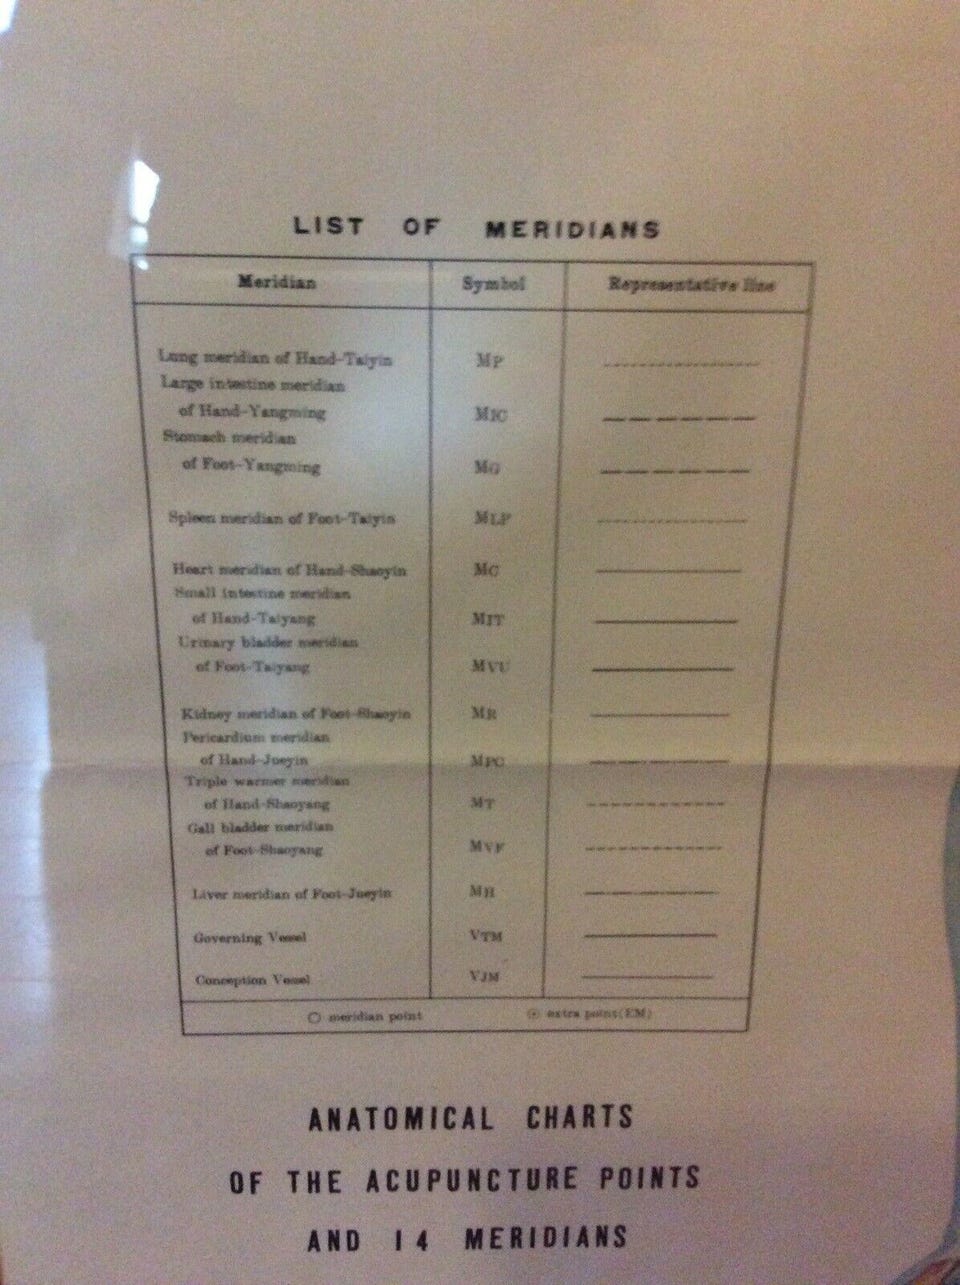 LIST OF MERIDIANS
Meridian Symbol Representative line
Lung meridian of Hand-Taiyin MP
Large intestine meridian
of Hand-Yangming MIC
Stomach meridian
of Foot-Yangming MG
Spleen meridian of Foot-Taiyin MLP
Heart meridian of Hand-Shaoyin MC
Small intestine meridian
of Hand-Taiyang MIT
Urinary bladder meridian
of Foot-Taiyang MVU
Kidney meridian of Foot-Shaoyin MR
Pericardium meridian
of Hand-Jueyin MPC
Triple warmer meridian
of Hand-Shaoyang MT
Gall bladder meridian
of Foot-Shaoyang MVF
Liver meridian of Foot-Jueyin MH
Governing Vessel VTM
Conception Vessel VJM
meridian point extra point(EM)
ANATOMICAL CHARTS
OF THE ACUPUNCTURE POINTS
AND 14 MERIDIANS